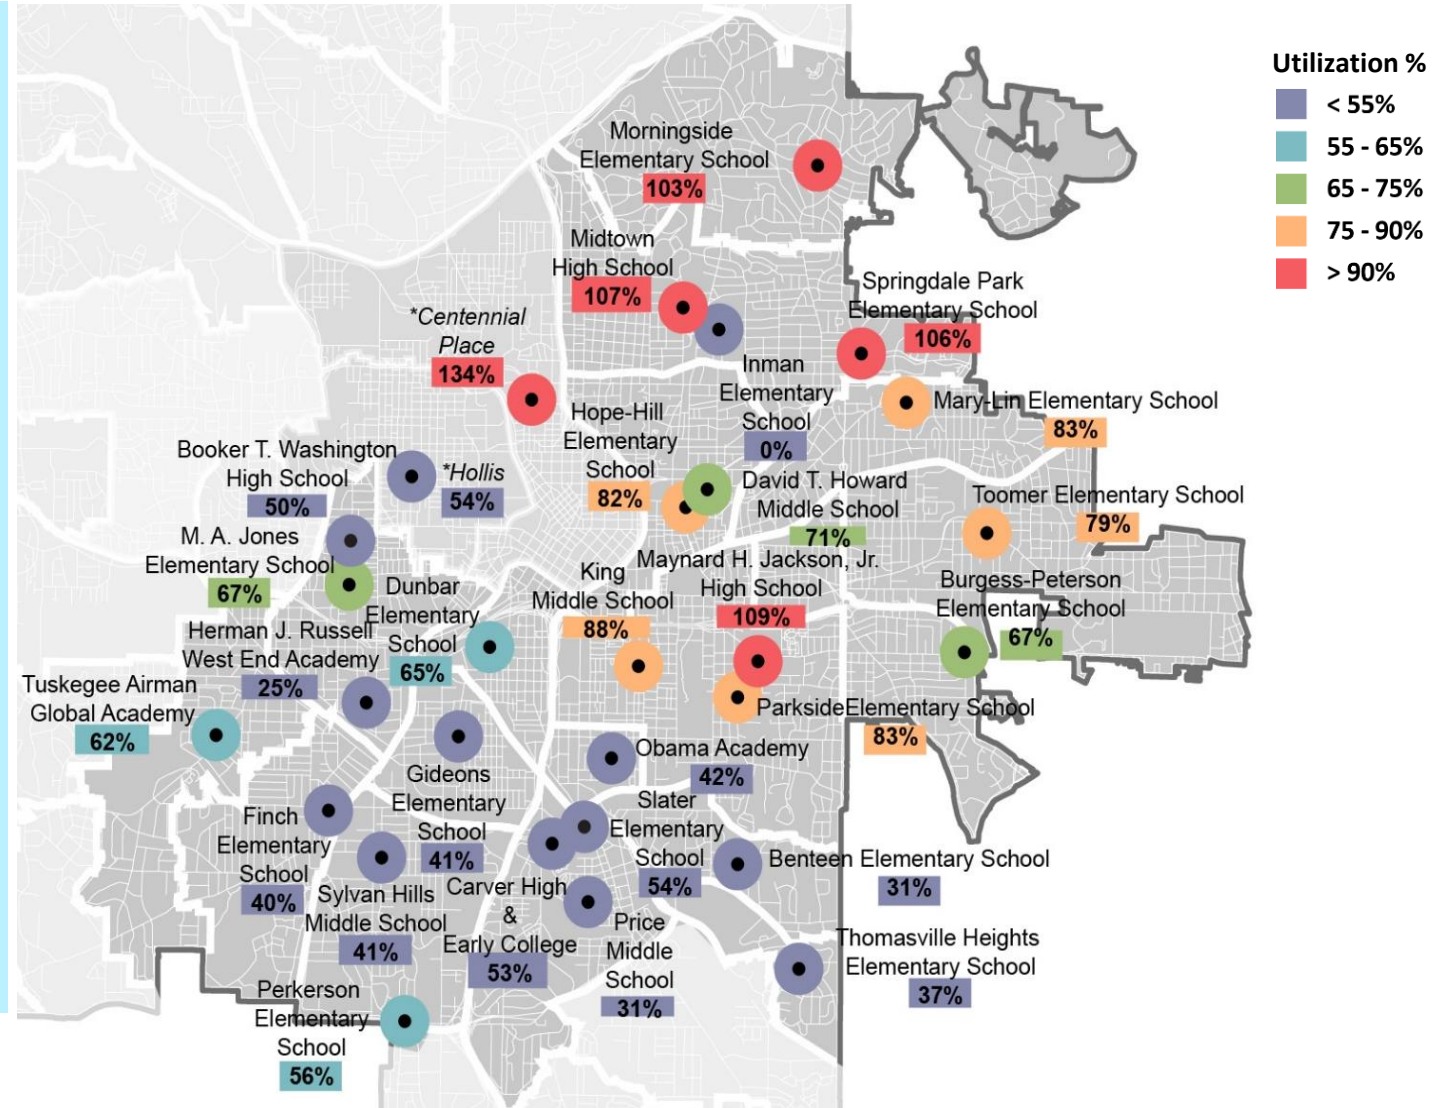 Utilization %
< 55%
55 - 65%
65 - 75%
75 - 90%
> 90%
Morningside
Elementary School
103%
Midtown
High School
107%
Springdale Park
Elementary School
106%
*Centennial
Place
134%
Inman
Elementary
School
0%
Mary-Lin Elementary School
83%
Hope-Hill
Elementary
School
82%
Booker T. Washington
High School
50%
*Hollis
54%
David T. Howard
Middle School
71%
Toomer Elementary School
79%
M. A. Jones
Elementary School
67%
Dunbar
Elementary
School
65%
King
Middle School
88%
Maynard H. Jackson, Jr.
High School
109%
Burgess-Peterson
Elementary School
67%
Herman J. Russell
West End Academy
25%
Tuskegee Airman
Global Academy
62%
ParksideElementary School
83%
Gideons
Elementary
School
41%
Obama Academy
42%
Finch
Elementary
School
40%
Slater
Elementary
School
54%
Benteen Elementary School
31%
Sylvan Hills
Middle School
41%
Carver High
&
Early College
53%
Price
Middle
School
31%
Thomasville Heights
Elementary School
37%
Perkerson
Elementary
School
56%